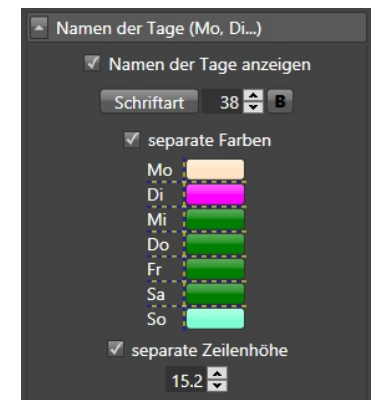 Namen der Tage (Mo, Di...)
Namen der Tage anzeigen
Schriftart 38 B
separate Farben
Mo
Di
Mi
Do
Fr
Sa
So
separate Zeilenhöhe
15.2